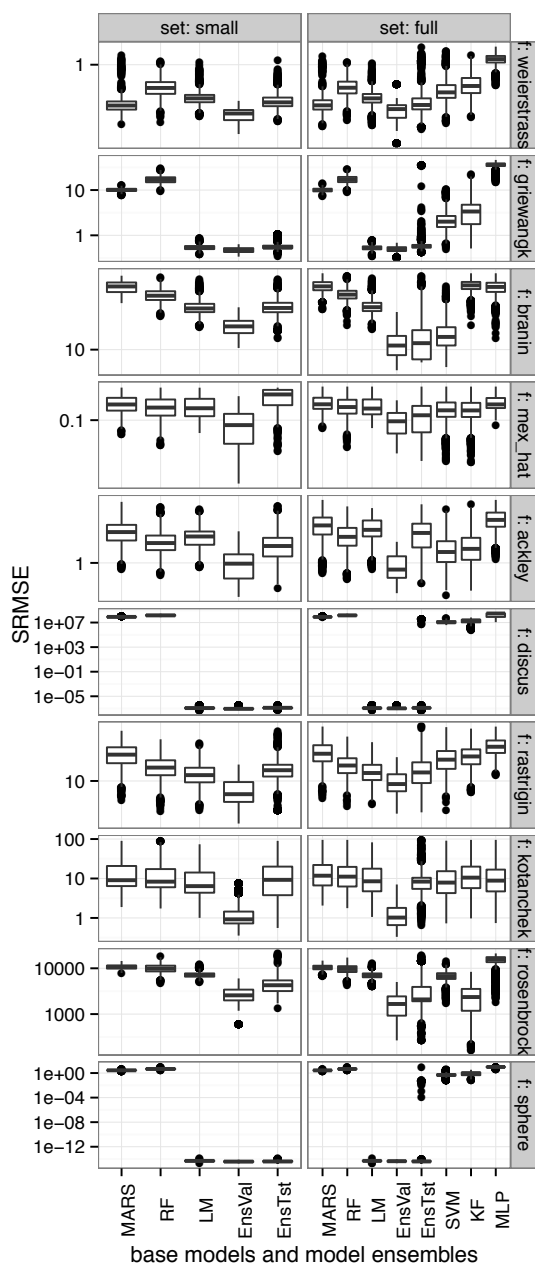 set: small
set: full
1
f: weierstrass
10
1
f: griewangk
10
f: branin
0.1
f: mex_hat
1
f: ackley
SRMSE
1e+07
1e+03
1e-01
1e-05
f: discus
10
f: rastrigin
100
10
1
f: kotanchek
10000
1000
f: rosenbrock
1e+00
1e-04
1e-08
1e-12
f: sphere
MARS
RF
LM
EnsVal
EnsTst
MARS
RF
LM
EnsVal
EnsTst
SVM
KF
MLP
base models and model ensembles